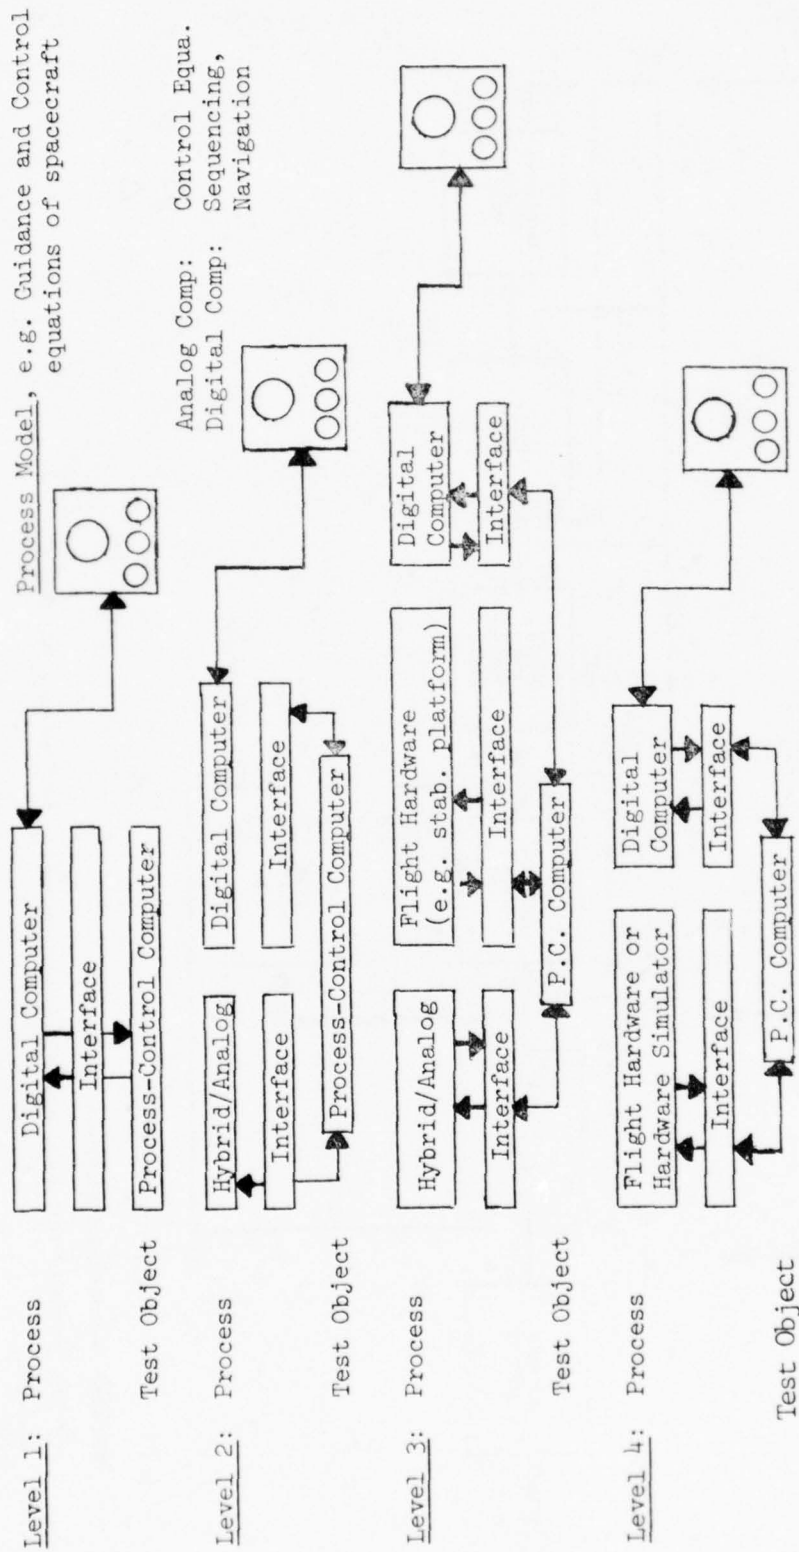 Process Model, e.g. Guidance and Control
equations of spacecraft
Level 1: Process
Digital Computer
Interface
Test Object
Process-Control Computer
Analog Comp: Control Equa.
Digital Comp: Sequencing,
Navigation
Level 2: Process
Hybrid/Analog
Digital Computer
Interface
Interface
Test Object
Process-Control Computer
Level 3: Process
Hybrid/Analog
Flight Hardware
(e.g. stab. platform)
Digital
Computer
Interface
Interface
Interface
Test Object
P.C. Computer
Level 4: Process
Flight Hardware or
Hardware Simulator
Digital
Computer
Interface
Interface
Test Object
P.C. Computer